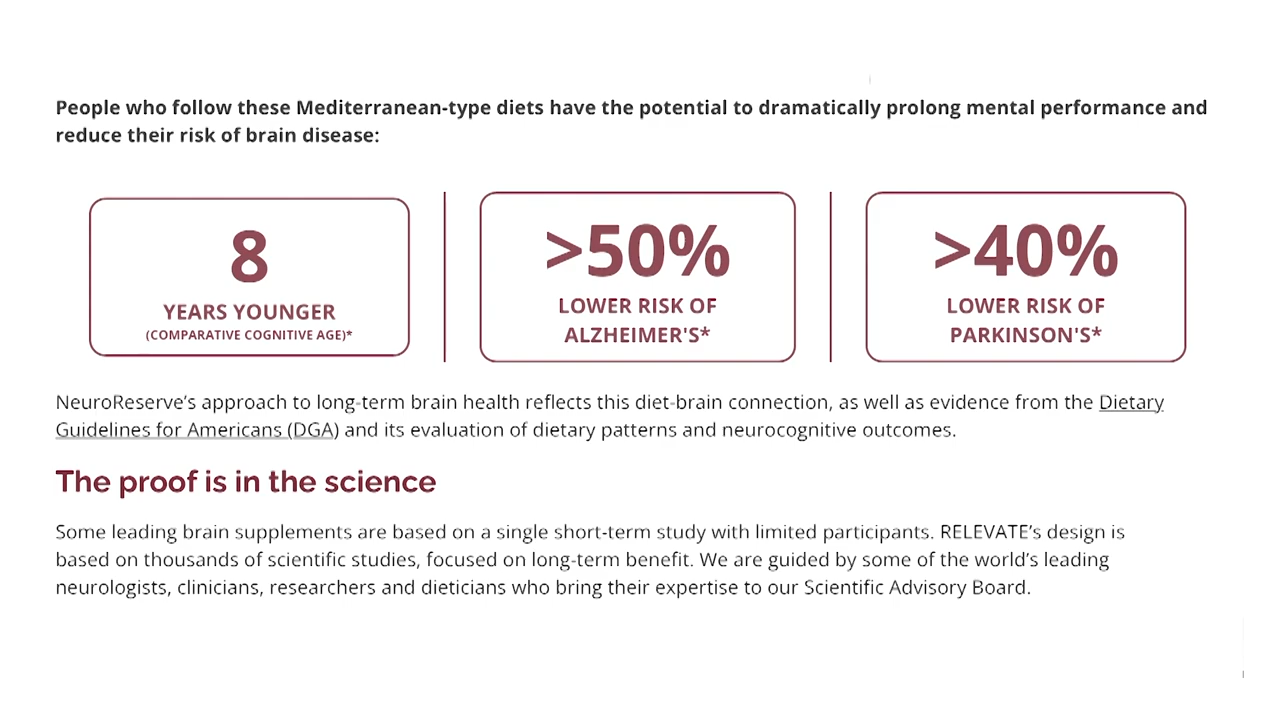 People who follow these Mediterranean-type diets have the potential to dramatically prolong mental performance and
reduce their risk of brain disease:
8
YEARS YOUNGER
(COMPARATIVE COGNITIVE AGE)*
>50%
LOWER RISK OF
ALZHEIMER'S*
>40%
LOWER RISK OF
PARKINSON'S*
NeuroReserve’s approach to long-term brain health reflects this diet-brain connection, as well as evidence from the Dietary
Guidelines for Americans (DGA) and its evaluation of dietary patterns and neurocognitive outcomes.
The proof is in the science
Some leading brain supplements are based on a single short-term study with limited participants. RELEVATE’s design is
based on thousands of scientific studies, focused on long-term benefit. We are guided by some of the world’s leading
neurologists, clinicians, researchers and dieticians who bring their expertise to our Scientific Advisory Board.